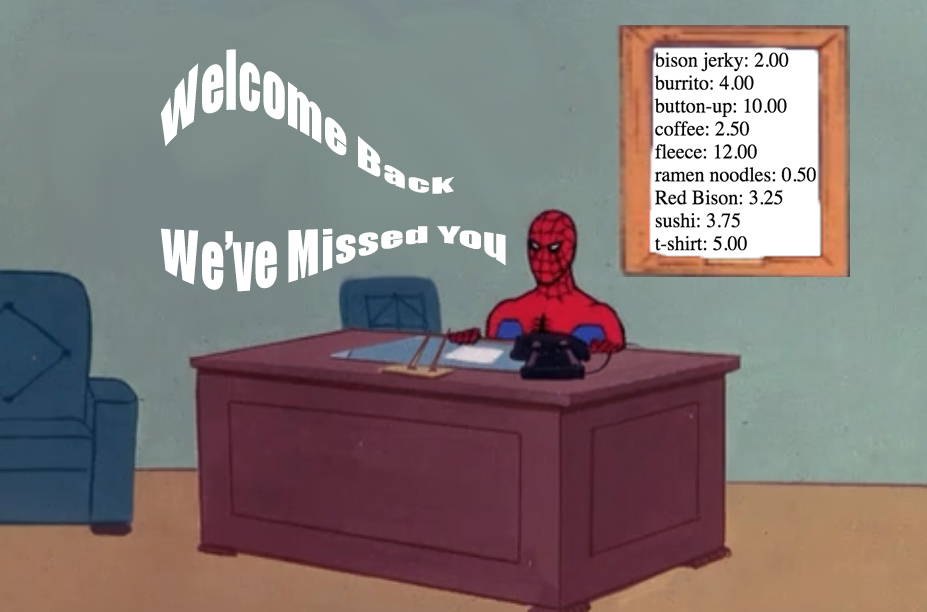 Welcome Back
We've Missed You
bison jerky: 2.00
burrito: 4.00
button-up: 10.00
coffee: 2.50
fleece: 12.00
ramen noodles: 0.50
Red Bison: 3.25
sushi: 3.75
t-shirt: 5.00